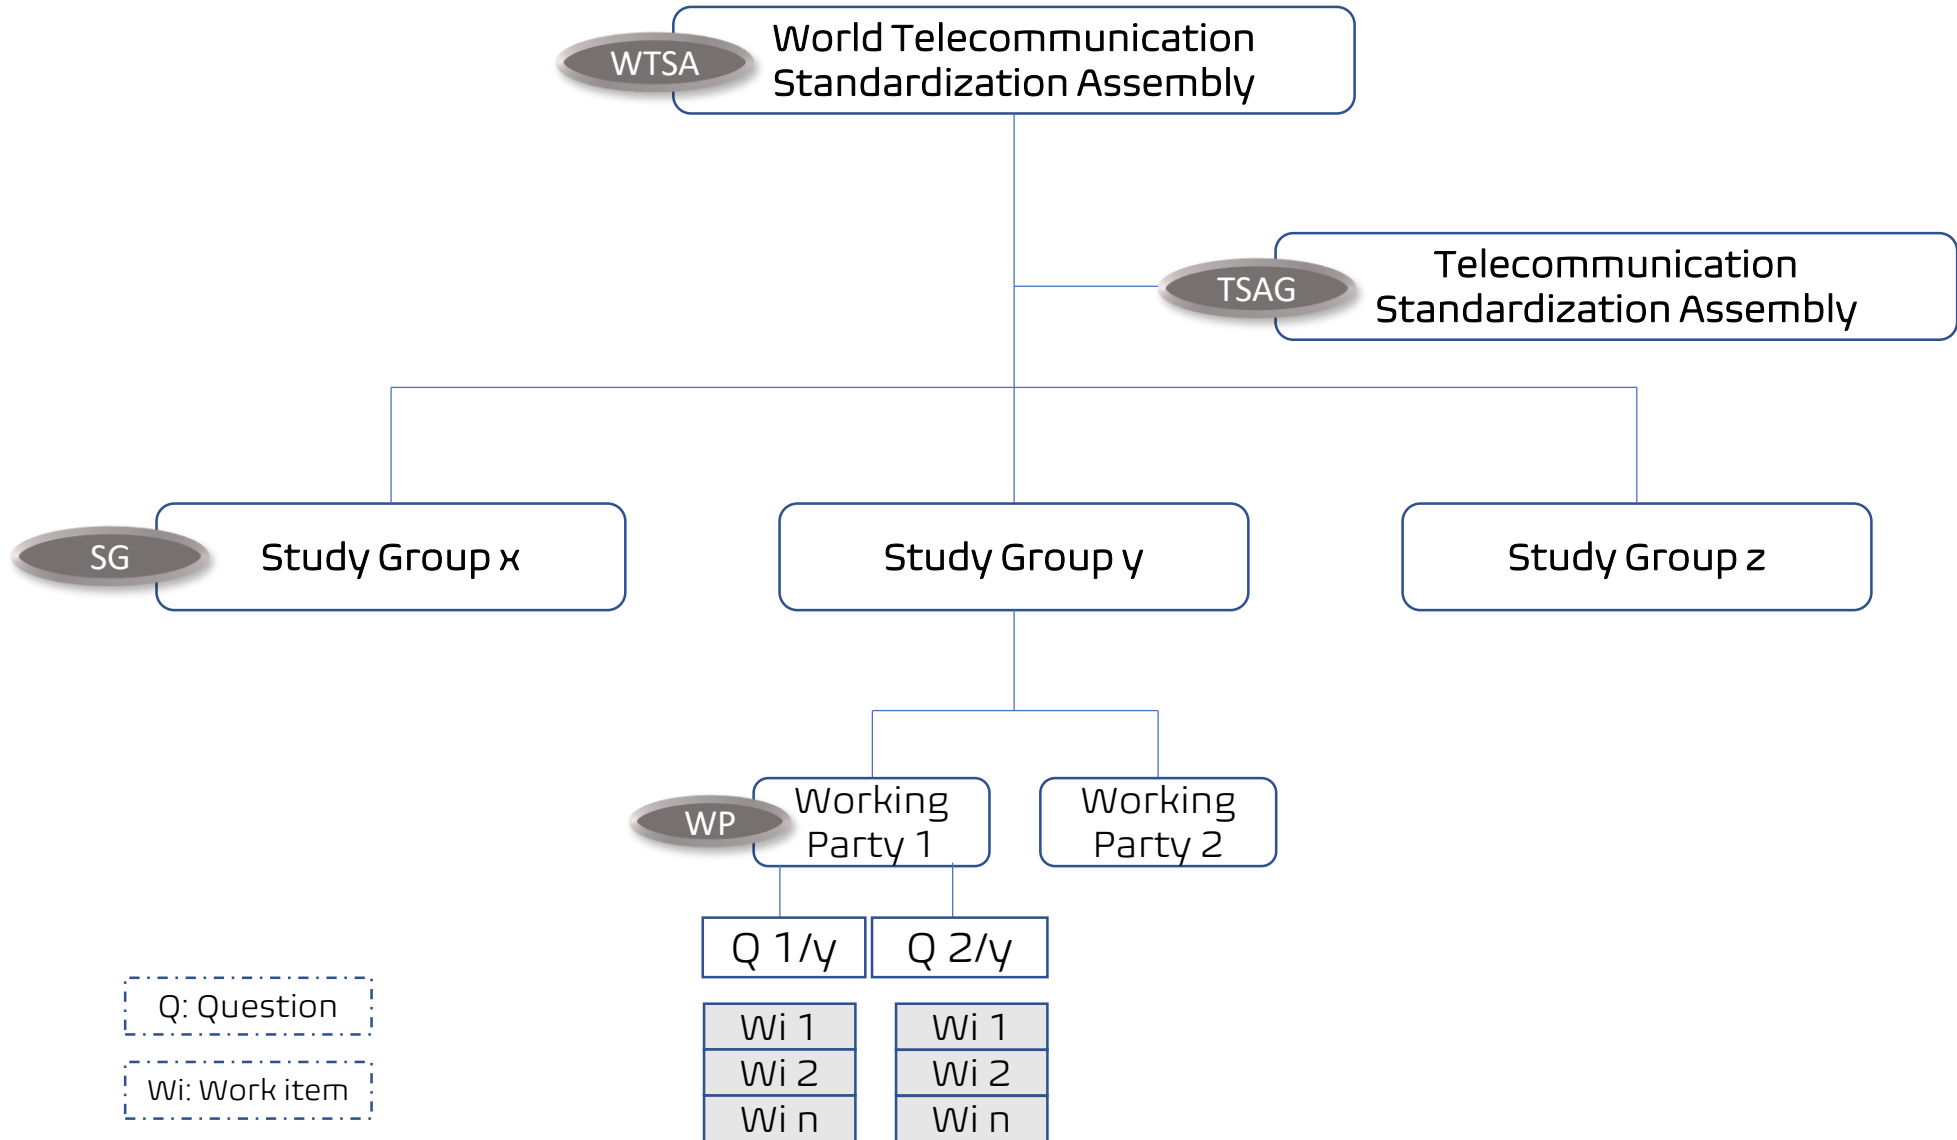 WTSA
World Telecommunication
Standardization Assembly
TSAG
Telecommunication
Standardization Assembly
SG
Study Group x
Study Group y
Study Group z
WP
Working
Party 1
Working
Party 2
Q 1/y
Q 2/y
Q: Question
Wi: Work item
Wi 1
Wi 2
Wi n
Wi 1
Wi 2
Wi n